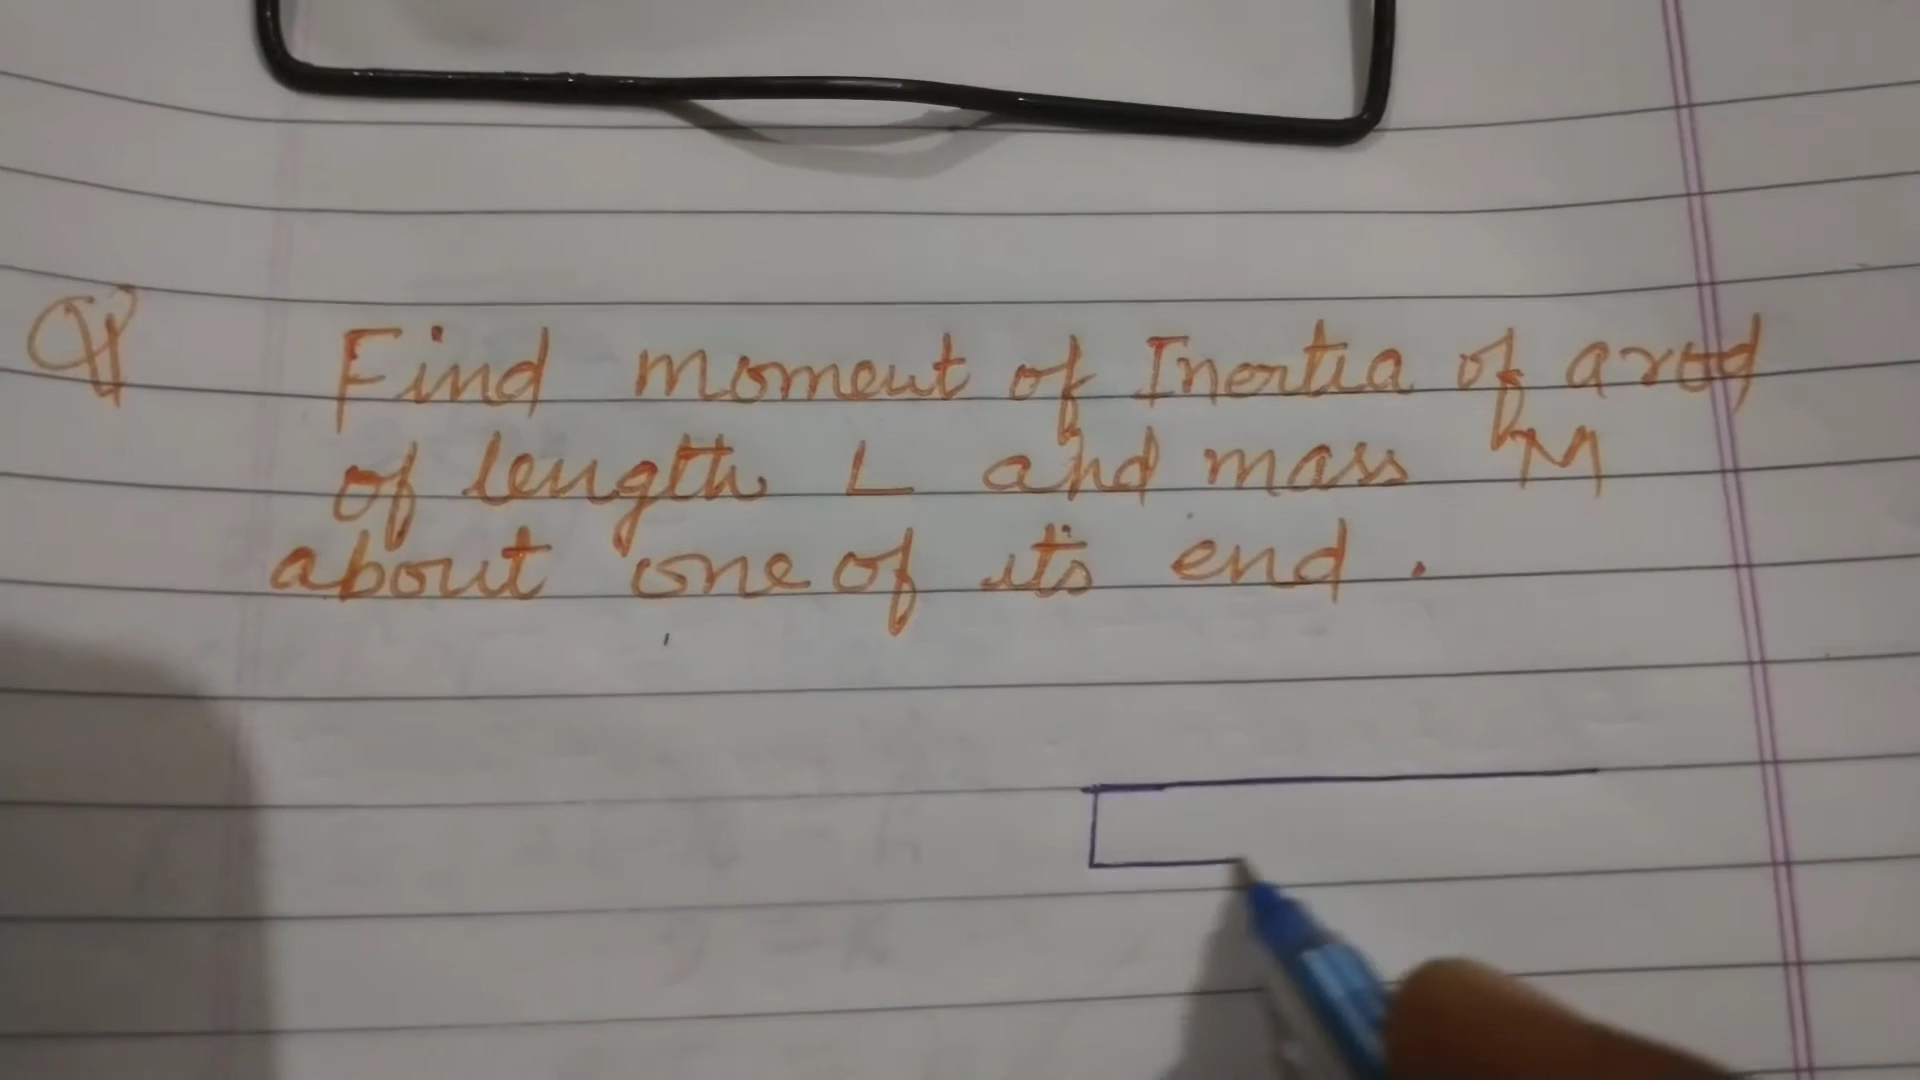 Q Find moment of Inertia of a rod
of length L and mass M
about one of its end .